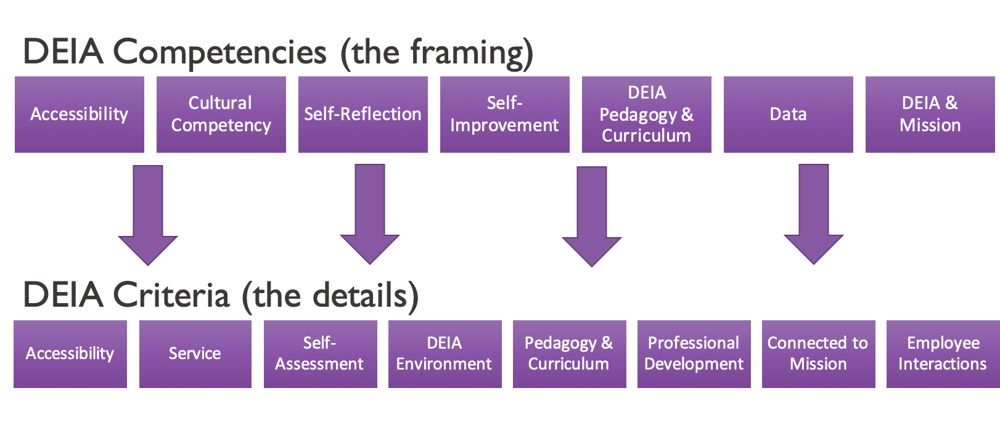 DEIA Competencies (the framing)
Accessibility
Cultural
Competency
Self-Reflection
Self-
Improvement
DEIA
Pedagogy &
Curriculum
Data
DEIA &
Mission
DEIA Criteria (the details)
Accessibility
Service
Self-
Assessment
DEIA
Environment
Pedagogy &
Curriculum
Professional
Development
Connected to
Mission
Employee
Interactions